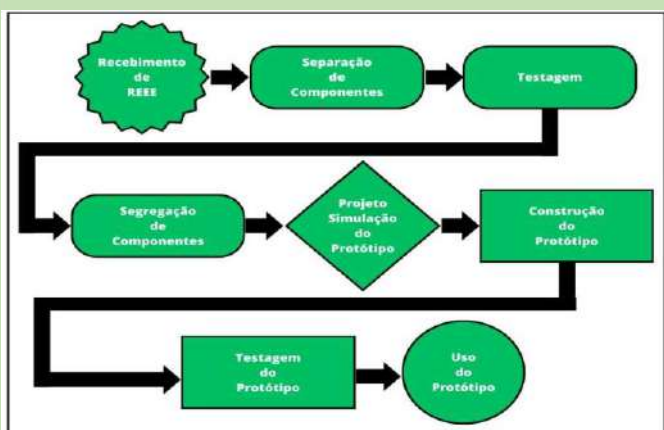 Recebimento
de
REEE
Separação
de
Componentes
Testagem
Segregação
de
Componentes
Projeto
Simulação
do
Protótipo
Construção
do
Protótipo
Testagem
do
Protótipo
Uso
do
Protótipo